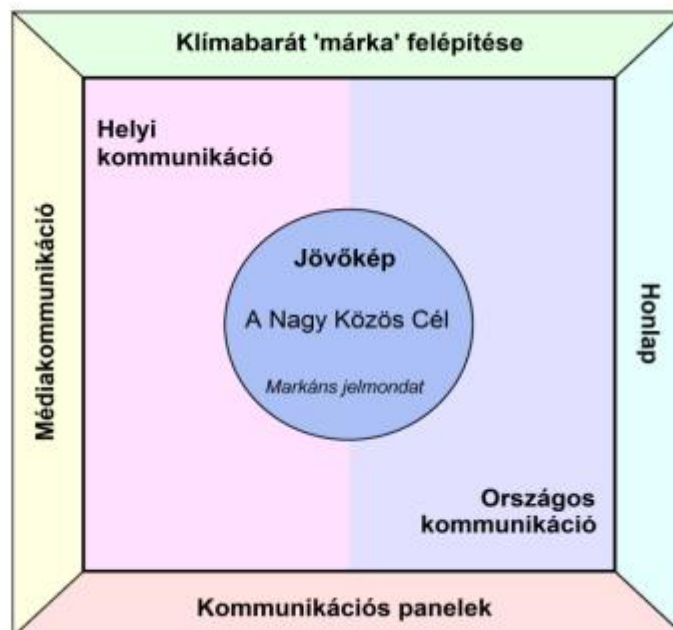 Klímabarát 'márka' felépítése
Helyi
kommunikáció
Médiakommunikáció
Jövőkép
A Nagy Közös Cél
Markáns jelmondat
Honlap
Országos
kommunikáció
Kommunikációs panelek